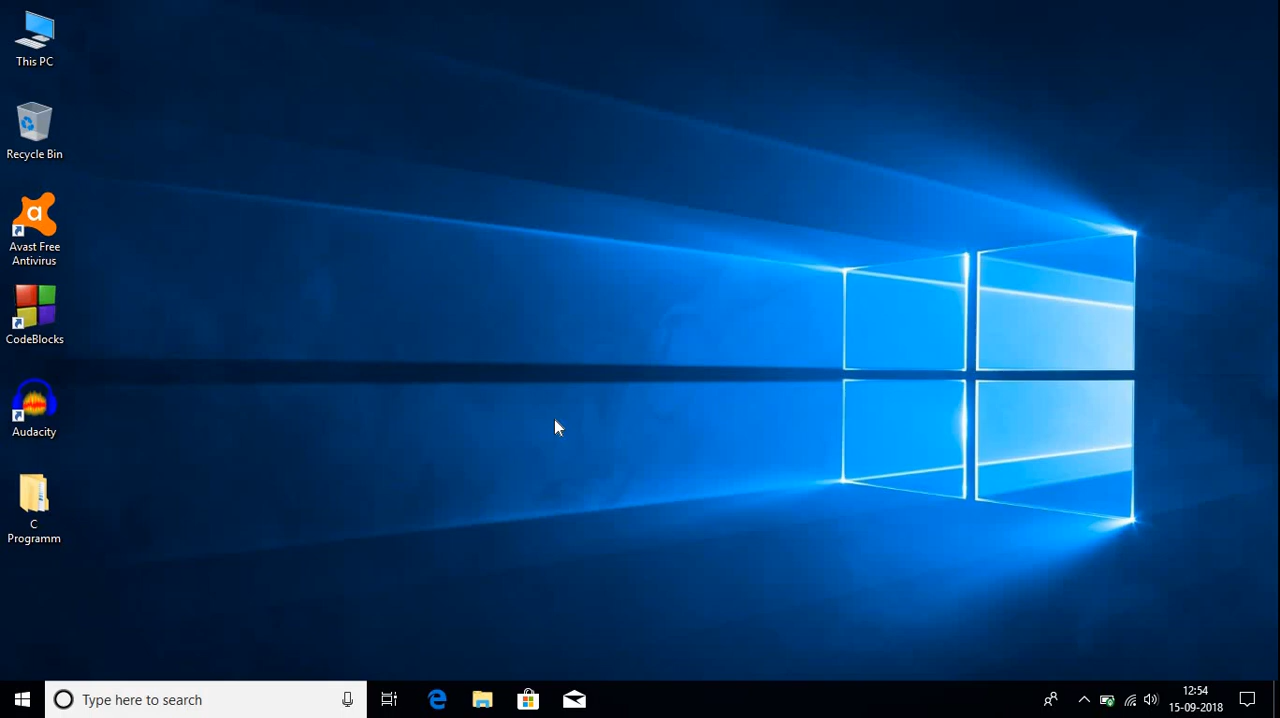 This PC
Recycle Bin
Avast Free
Antivirus
CodeBlocks
Audacity
C
Programm
Type here to search
12:54
15-09-2018